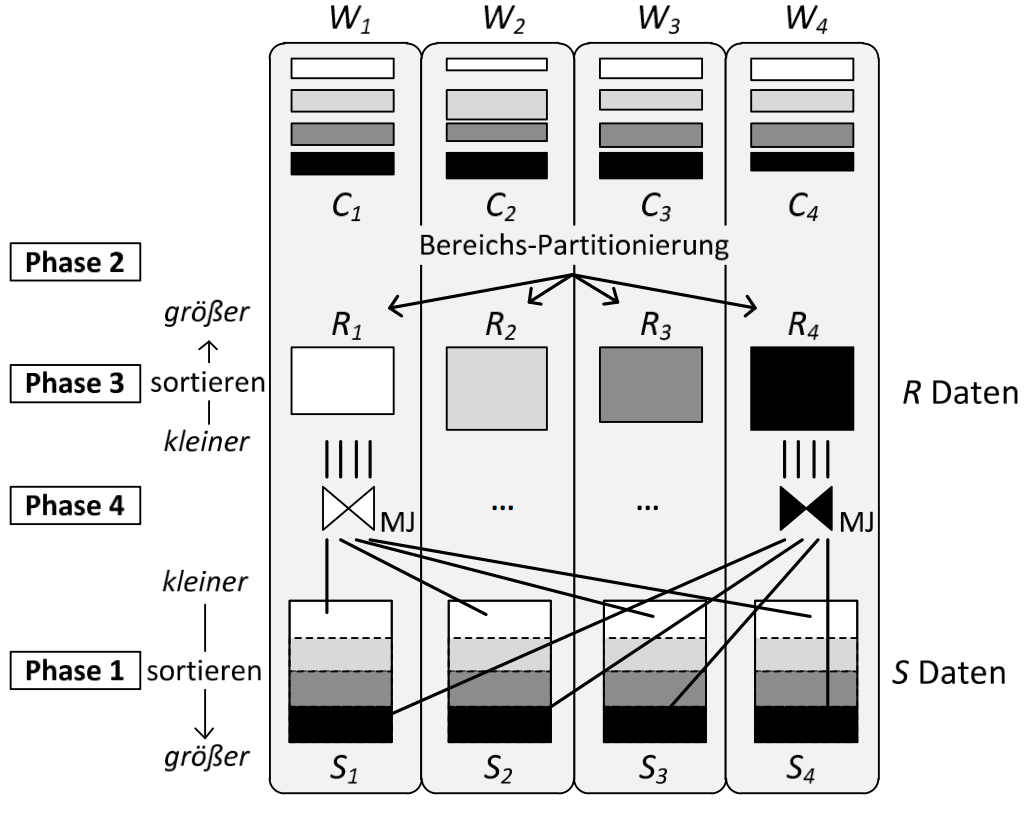 W1 W2 W3 W4
C1 C2 C3 C4
Bereichs-Partitionierung
Phase 2
größer
R1 R2 R3 R4
Phase 3 sortieren
R Daten
kleiner
Phase 4
MJ ... ... MJ
kleiner
Phase 1 sortieren
S Daten
größer
S1 S2 S3 S4